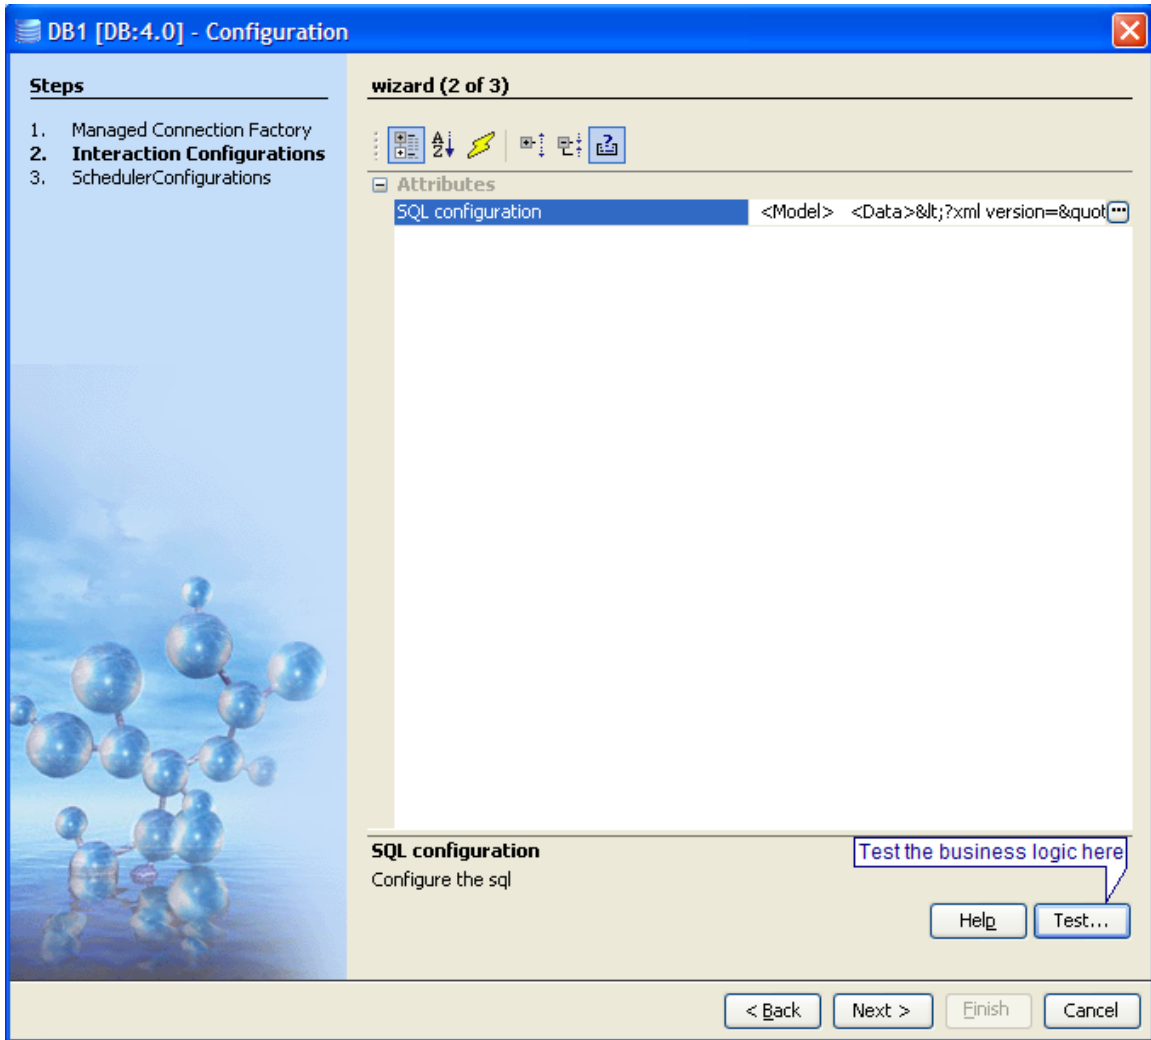 DB1 [DB:4.0] - Configuration
Steps
1. Managed Connection Factory
2. Interaction Configurations
3. SchedulerConfigurations
wizard (2 of 3)
Attributes
SQL configuration <Model> <Data>&lt;?xml version=&quot
SQL configuration
Configure the sql
Test the business logic here
Help Test...
< Back Next > Finish Cancel